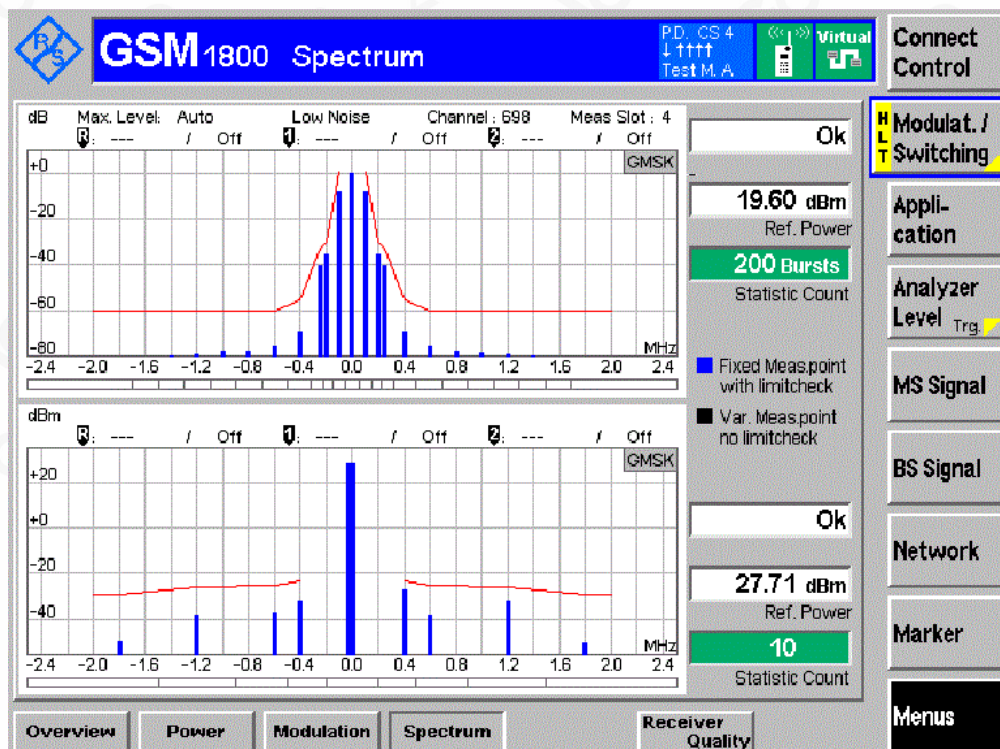 R/S
GSM 1800 Spectrum
P.D. CS 4
↓ ↑↑↑↑
Test M. A.
Virtual
Connect
Control
dB Max. Level: Auto Low Noise Channel : 698 Meas Slot : 4
R: --- / Off 1: --- / Off 2: --- / Off
GMSK
+0
-20
-40
-60
-80
MHz
-2.4 -2.0 -1.6 -1.2 -0.8 -0.4 0.0 0.4 0.8 1.2 1.6 2.0 2.4
Ok
19.60 dBm
Ref. Power
200 Bursts
Statistic Count
Fixed Meas.point
with limitcheck
Var. Meas.point
no limitcheck
dBm
R: --- / Off 1: --- / Off 2: --- / Off
GMSK
+20
+0
-20
-40
MHz
-2.4 -2.0 -1.6 -1.2 -0.8 -0.4 0.0 0.4 0.8 1.2 1.6 2.0 2.4
Ok
27.71 dBm
Ref. Power
10
Statistic Count
HLT
Modulat. /
Switching
Appli-
cation
Analyzer
Level Trg.
MS Signal
BS Signal
Network
Marker
Menus
Overview
Power
Modulation
Spectrum
Receiver
Quality